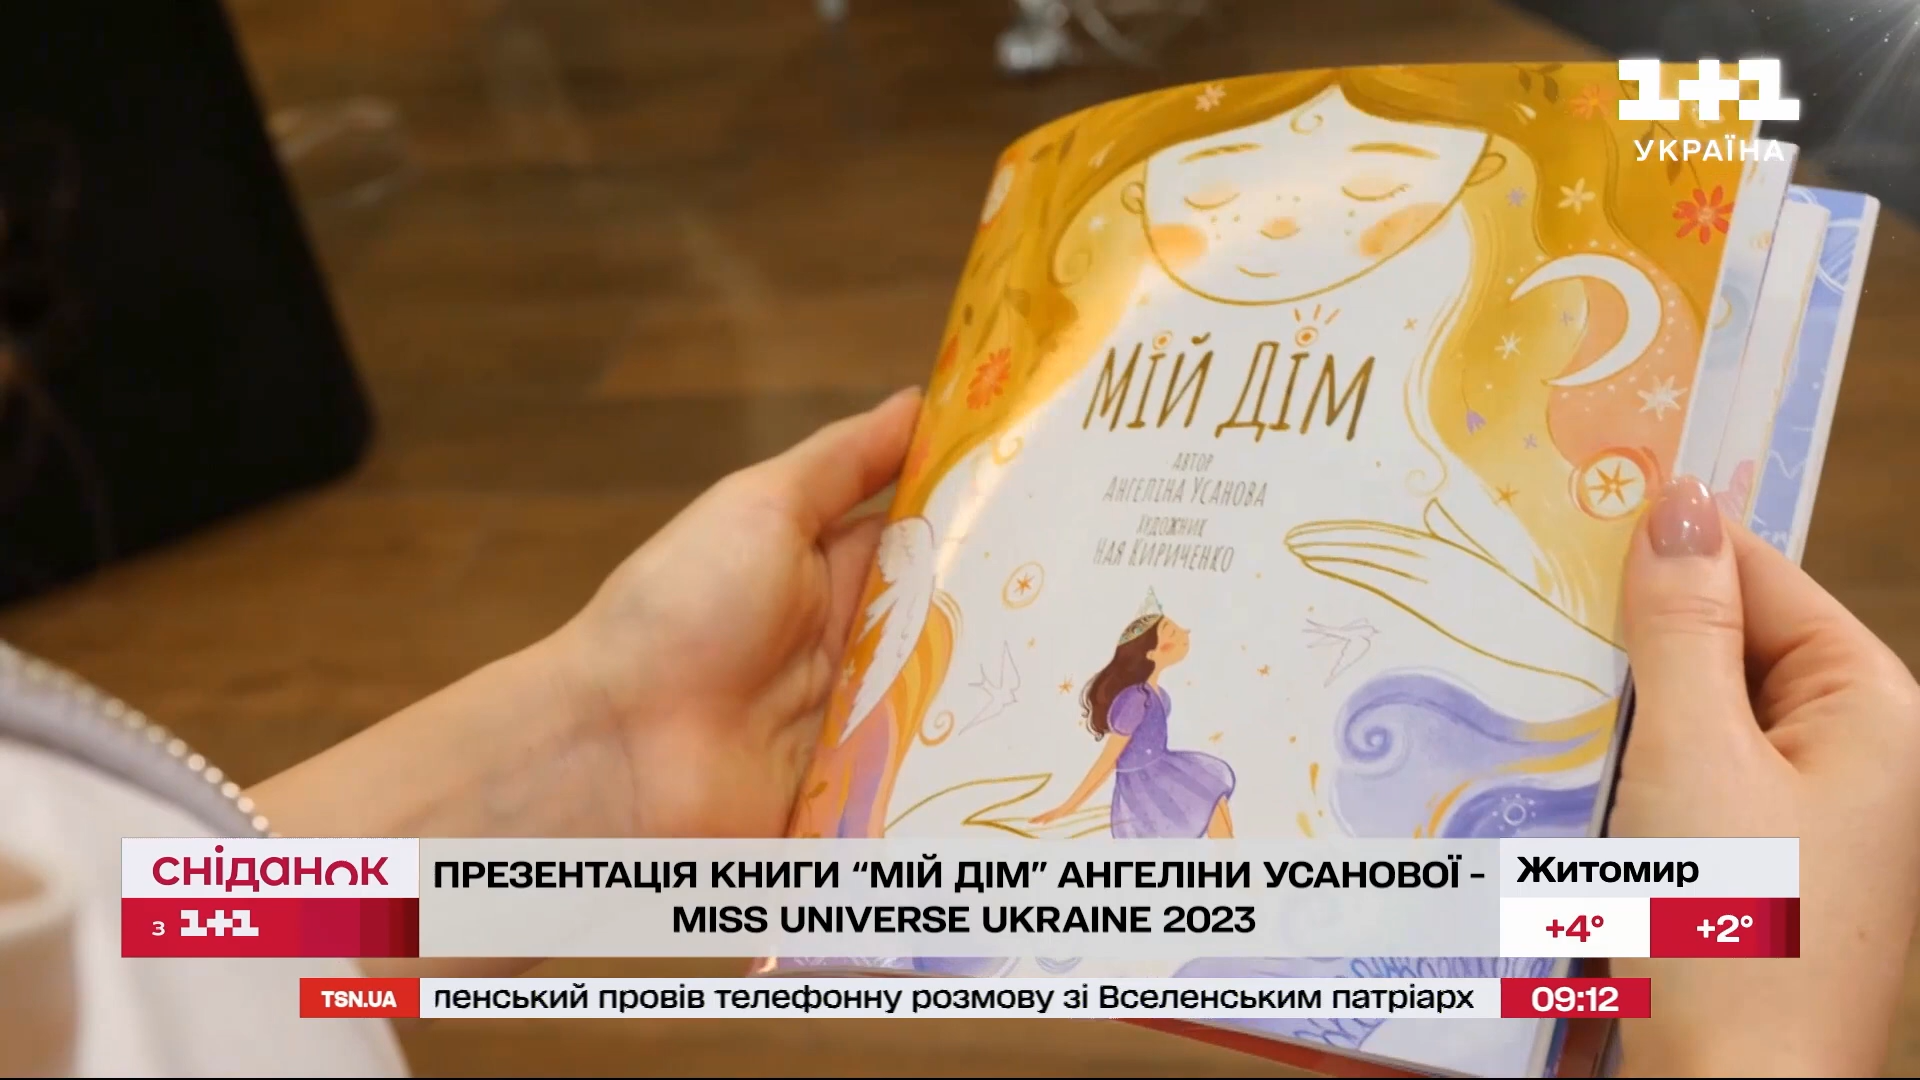 1+1
УКРАЇНА
МІЙ ДІМ
АВТОР
АНГЕЛІНА УСАНОВА
ХУДОЖНИК
НАЯ КИРИЧЕНКО
СНІДАНОК
З 1+1
ПРЕЗЕНТАЦІЯ КНИГИ “МІЙ ДІМ” АНГЕЛІНИ УСАНОВОЇ -
MISS UNIVERSE UKRAINE 2023
Житомир
+4° +2°
TSN.UA
ленський провів телефонну розмову зі Вселенським патріарх
09:12